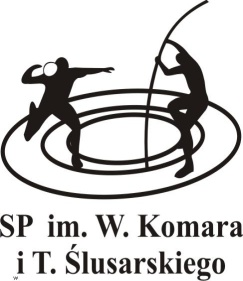 SP im. W. Komara
i T. Ślusarskiego
w